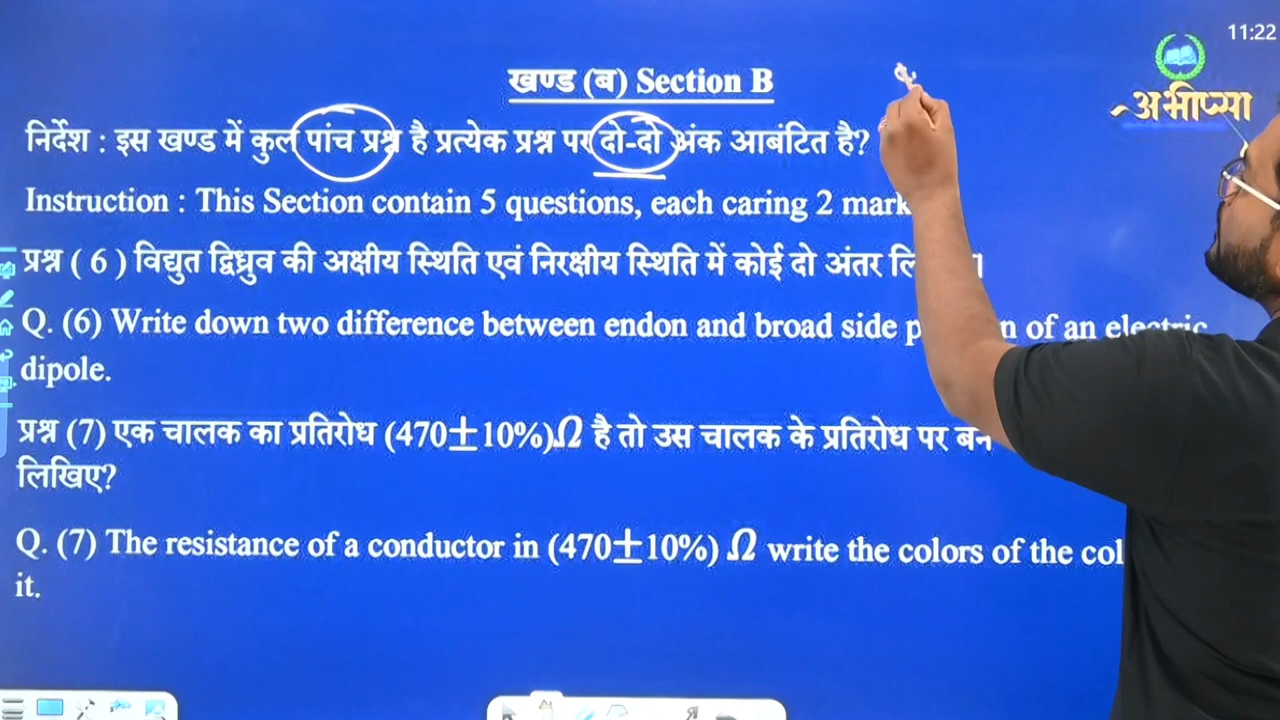 11:22
अभीप्सा
खण्ड (ब) Section B
निर्देश : इस खण्ड में कुल पांच प्रश्न है प्रत्येक प्रश्न पर दो-दो अंक आबंटित है?
Instruction : This Section contain 5 questions, each caring 2 mark
प्रश्न ( 6 ) विद्युत द्विध्रुव की अक्षीय स्थिति एवं निरक्षीय स्थिति में कोई दो अंतर
Q. (6) Write down two difference between endon and broad side of an electric
dipole.
प्रश्न (7) एक चालक का प्रतिरोध (470±10%)Ω है तो उस चालक के प्रतिरोध पर
लिखिए?
Q. (7) The resistance of a conductor in (470±10%) Ω write the colors of the
it.